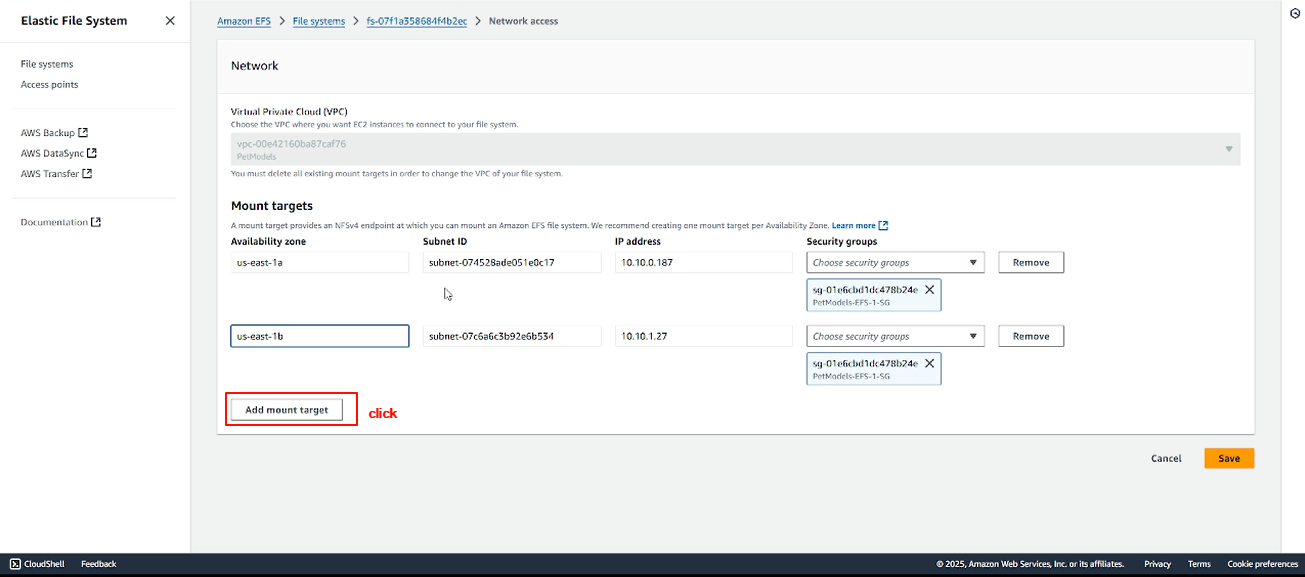 Elastic File System
File systems
Access points
AWS Backup
AWS DataSync
AWS Transfer
Documentation
Amazon EFS > File systems > fs-07f1a358684f4b2ec > Network access
Network
Virtual Private Cloud (VPC)
Choose the VPC where you want EC2 instances to connect to your file system.
vpc-00e42160ba87caf76
PetModels
You must delete all existing mount targets in order to change the VPC of your file system.
Mount targets
A mount target provides an NFSv4 endpoint at which you can mount an Amazon EFS file system. We recommend creating one mount target per Availability Zone. Learn more
Availability zone Subnet ID IP address Security groups
us-east-1a subnet-074528ade051e0c17 10.10.0.187 Choose security groups Remove
sg-01e6cbd1dc478b24e
PetModels-EFS-1-SG
us-east-1b subnet-07c6a6c3b92e6b534 10.10.1.27 Choose security groups Remove
sg-01e6cbd1dc478b24e
PetModels-EFS-1-SG
Add mount target click
Cancel Save
CloudShell Feedback © 2025, Amazon Web Services, Inc. or its affiliates. Privacy Terms Cookie preferences